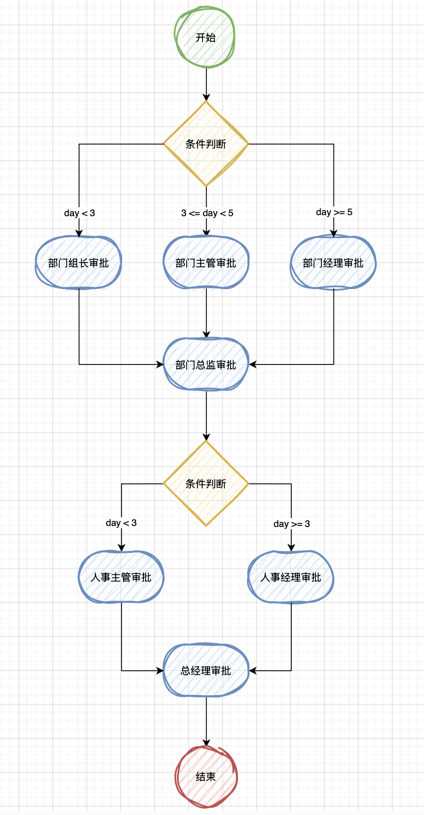 开始
条件判断
day < 3
3 <= day < 5
day >= 5
部门组长审批
部门主管审批
部门经理审批
部门总监审批
条件判断
day < 3
day >= 3
人事主管审批
人事经理审批
总经理审批
结束